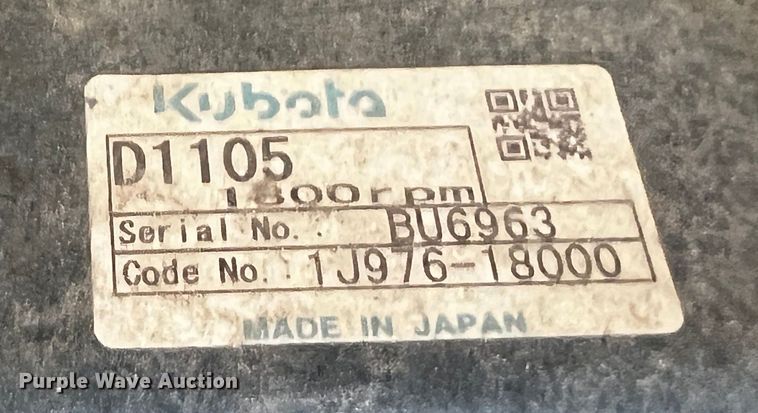 Kubota
D1105
1800rpm
Serial No. : BU6963
Code No. : 1J976-18000
MADE IN JAPAN
Purple Wave Auction